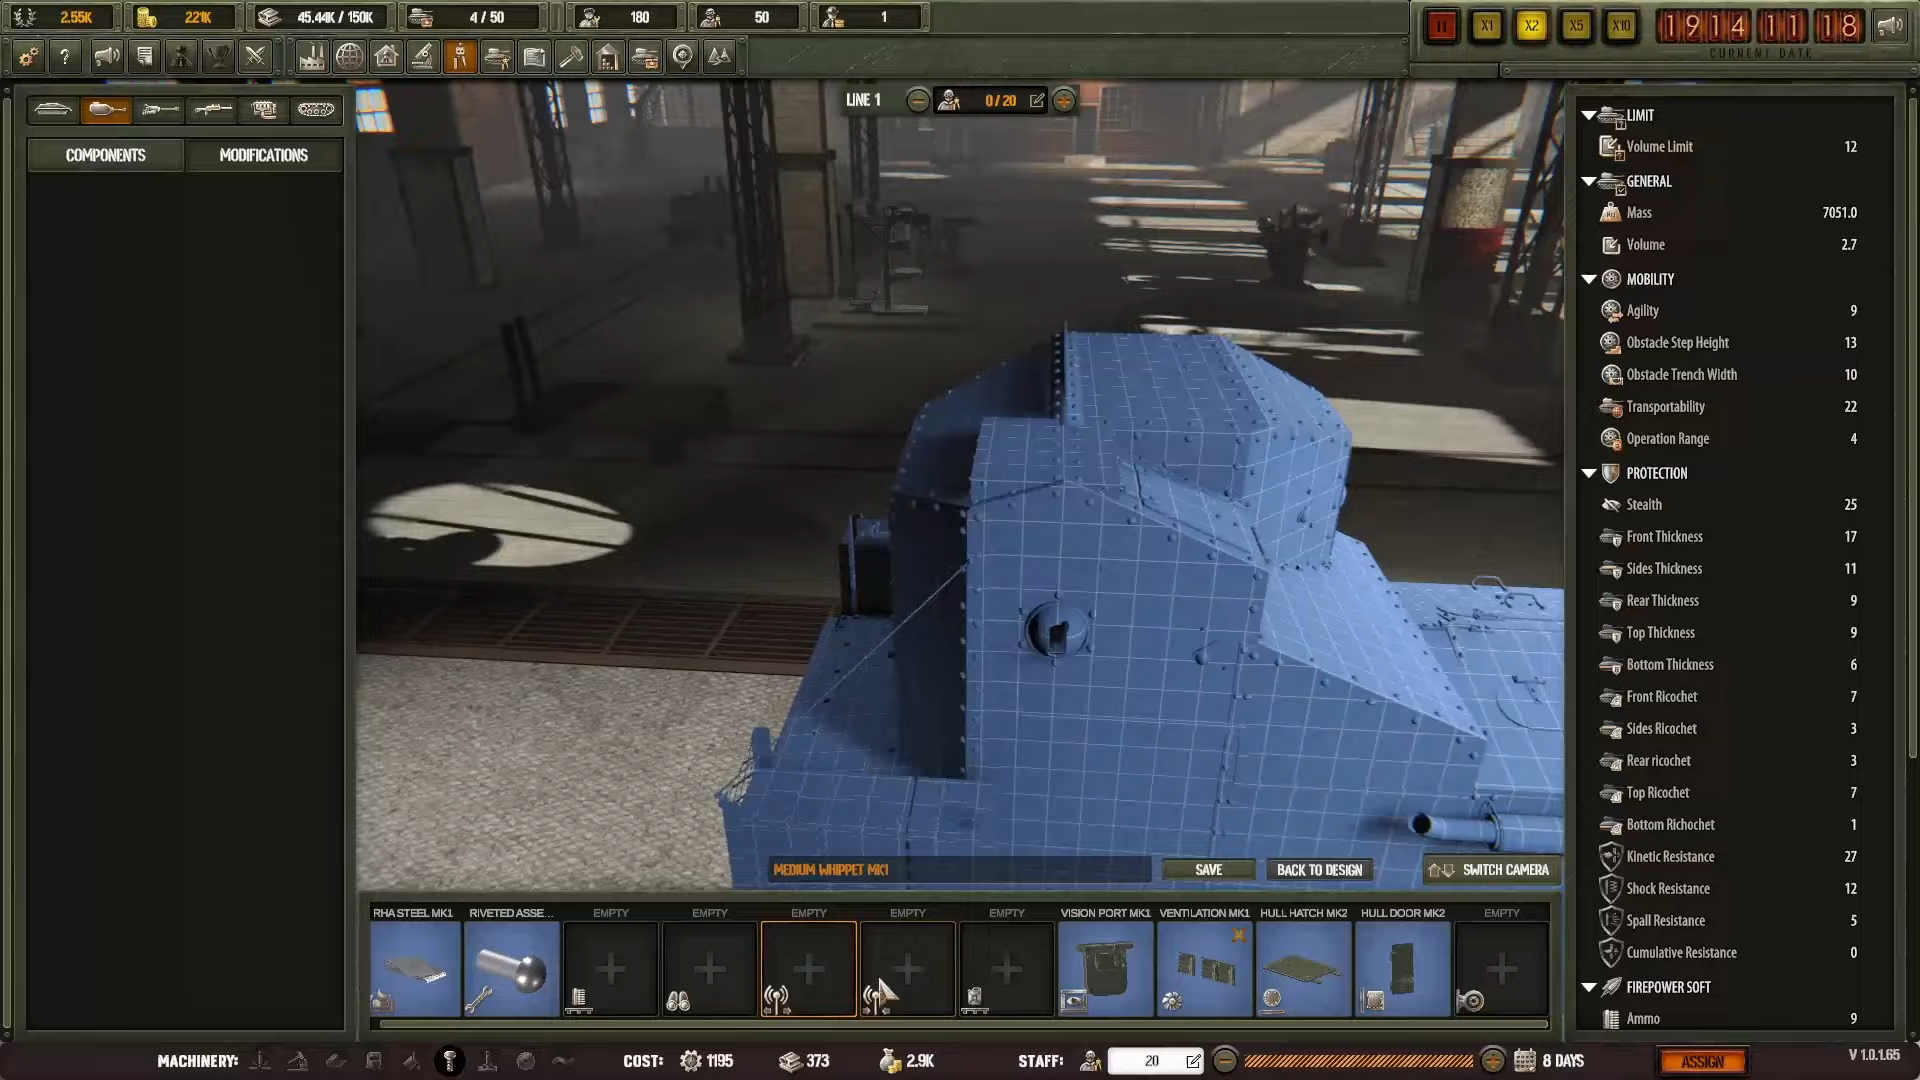 2.55K 221K 45.44K / 150K 4 / 50 180 50 1
X1 X2 X5 X10 1914 11 18
CURRENT DATE
?
LINE 1 0 / 20
COMPONENTS MODIFICATIONS
LIMIT
Volume Limit 12
GENERAL
Mass 7051.0
Volume 2.7
MOBILITY
Agility 9
Obstacle Step Height 13
Obstacle Trench Width 10
Transportability 22
Operation Range 4
PROTECTION
Stealth 25
Front Thickness 17
Sides Thickness 11
Rear Thickness 9
Top Thickness 9
Bottom Thickness 6
Front Ricochet 7
Sides Ricochet 3
Rear ricochet 3
Top Ricochet 7
Bottom Richochet 1
Kinetic Resistance 27
Shock Resistance 12
Spall Resistance 5
Cumulative Resistance 0
FIREPOWER SOFT
Ammo 9
MEDIUM WHIPPET MK1 SAVE BACK TO DESIGN SWITCH CAMERA
RHA STEEL MK1 RIVETED ASSE... EMPTY EMPTY EMPTY EMPTY EMPTY VISION PORT MK1 VENTILATION MK1 HULL HATCH MK2 HULL DOOR MK2 EMPTY
MACHINERY: COST: 1195 373 2.9K STAFF: 20 8 DAYS ASSIGN V 1.0.1.65